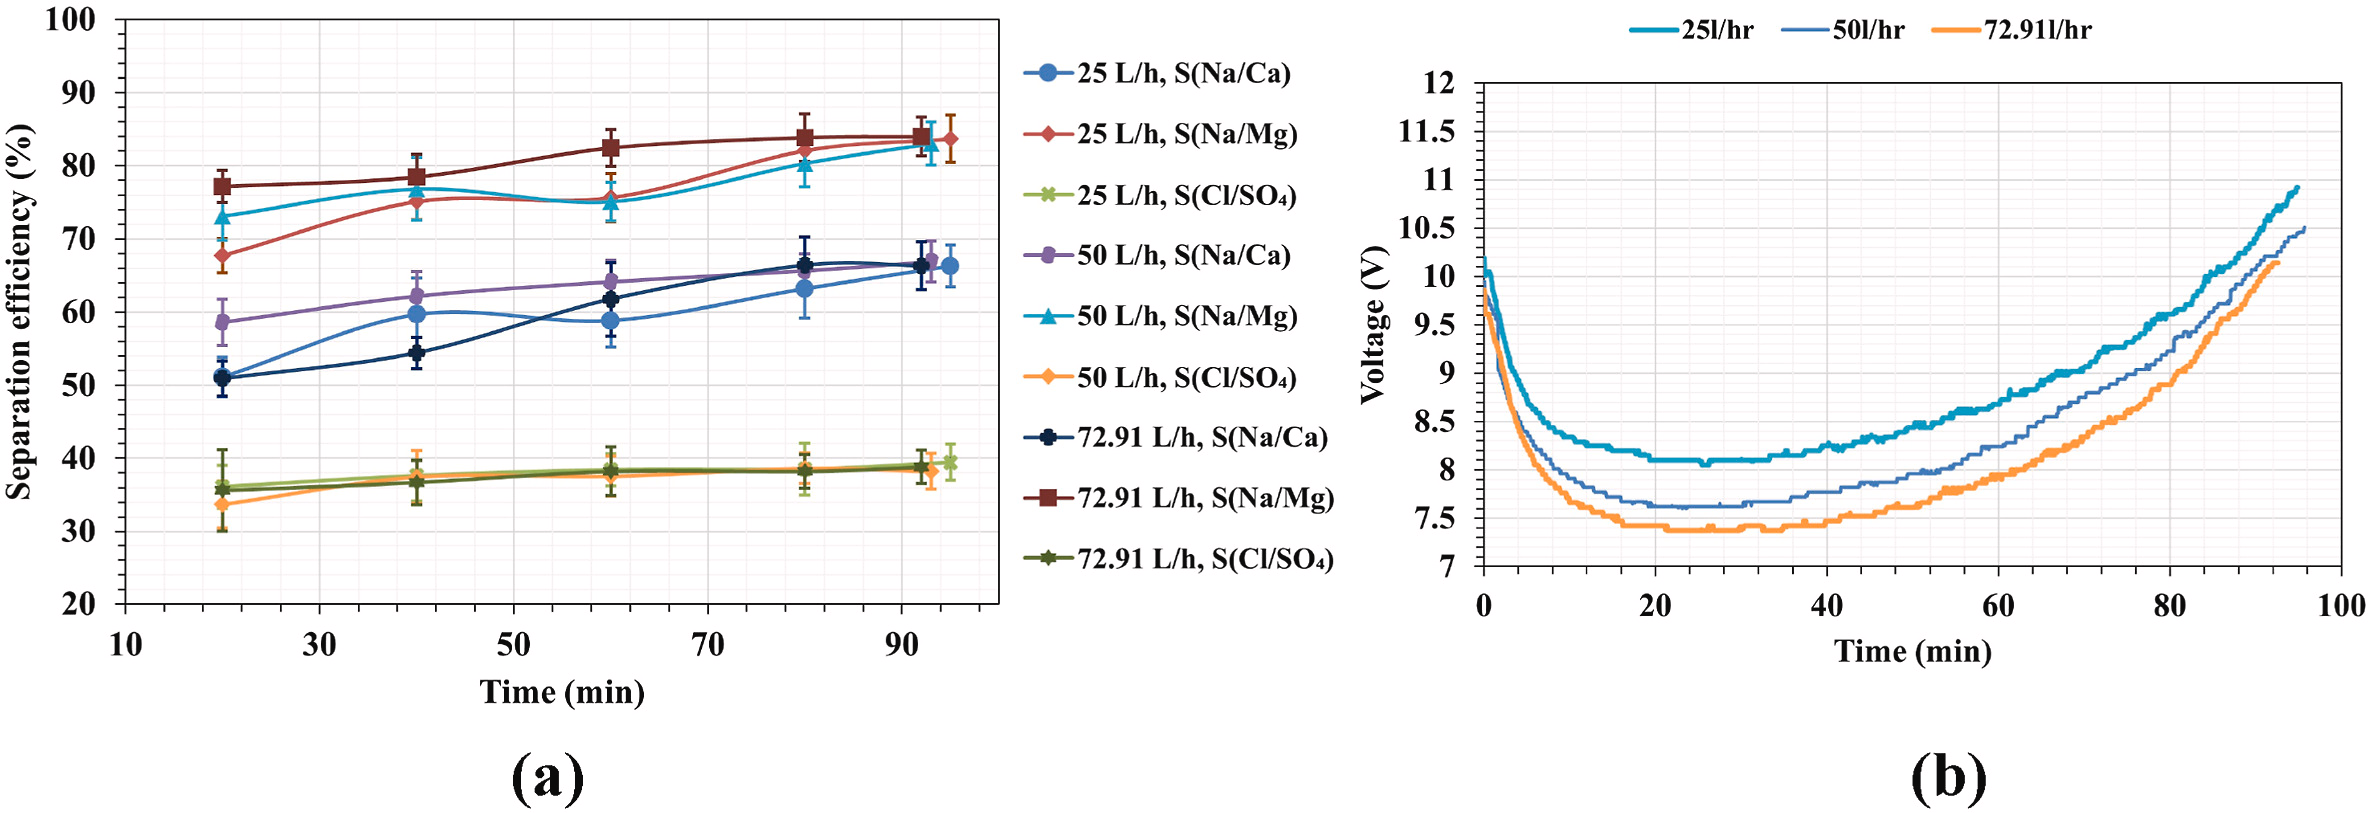 100
90
80
70
60
50
40
30
20
10
30
50
70
90
Separation efficiency (%)
Time (min)
25 L/h, S(Na/Ca)
25 L/h, S(Na/Mg)
25 L/h, S(Cl/SO₄)
50 L/h, S(Na/Ca)
50 L/h, S(Na/Mg)
50 L/h, S(Cl/SO₄)
72.91 L/h, S(Na/Ca)
72.91 L/h, S(Na/Mg)
72.91 L/h, S(Cl/SO₄)
(a)
25l/hr 50l/hr 72.91l/hr
12
11.5
11
10.5
10
9.5
9
8.5
8
7.5
7
0 20 40 60 80 100
Voltage (V)
Time (min)
(b)